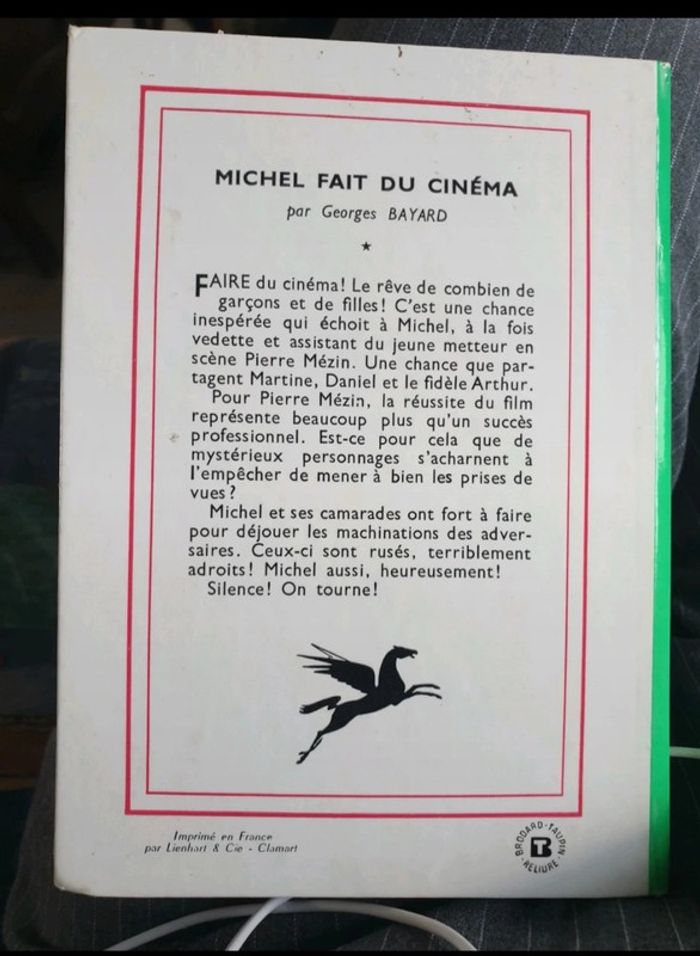 MICHEL FAIT DU CINÉMA
par Georges BAYARD
★
FAIRE du cinéma! Le rêve de combien de
garçons et de filles! C'est une chance
inespérée qui échoit à Michel, à la fois
vedette et assistant du jeune metteur en
scène Pierre Mézin. Une chance que par-
tagent Martine, Daniel et le fidèle Arthur.
Pour Pierre Mézin, la réussite du film
représente beaucoup plus qu'un succès
professionnel. Est-ce pour cela que de
mystérieux personnages s'acharnent à
l'empêcher de mener à bien les prises de
vues?
Michel et ses camarades ont fort à faire
pour déjouer les machinations des adver-
saires. Ceux-ci sont rusés, terriblement
adroits! Michel aussi, heureusement!
Silence! On tourne!
Imprimé en France
par Lienhart & Cie - Clamart
BRODARD-TAUPIN
BT
RELIURE